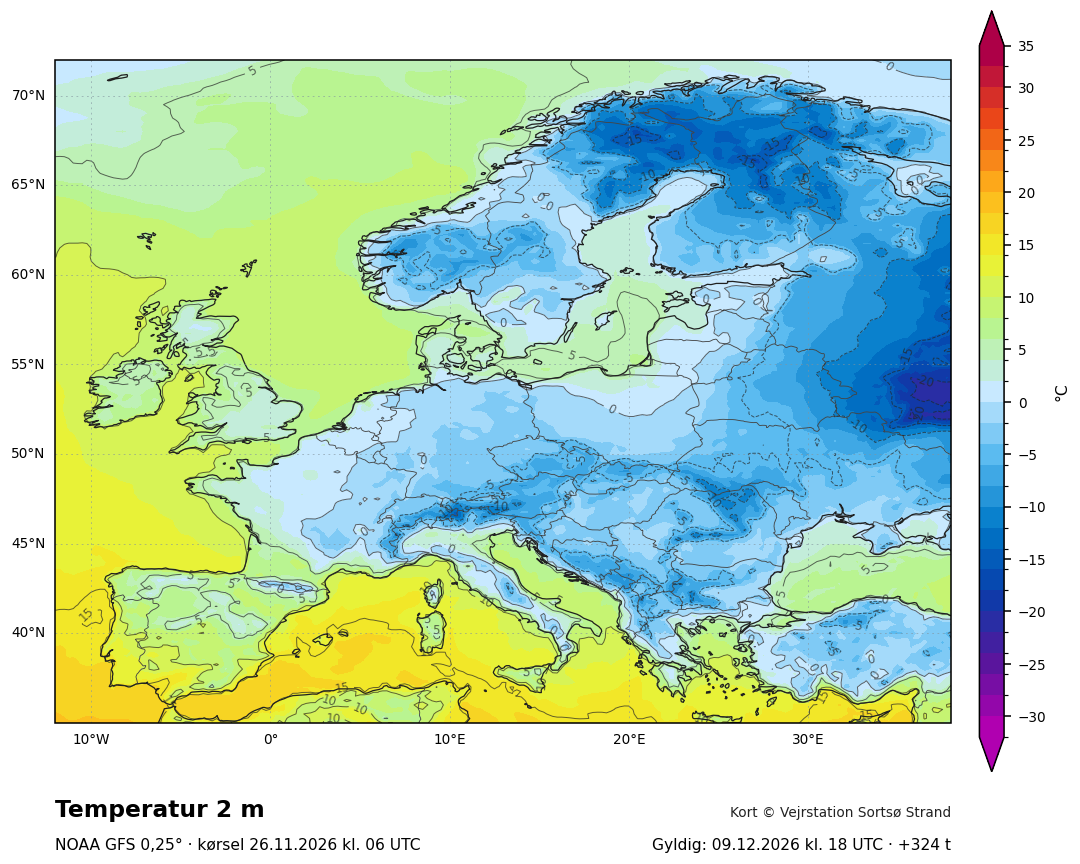 70°N
65°N
60°N
55°N
50°N
45°N
40°N
10°W 0° 10°E 20°E 30°E
35
30
25
20
15
10
5
0
−5
−10
−15
−20
−25
−30
°C
Temperatur 2 m
Kort © Vejrstation Sortsø Strand
NOAA GFS 0,25° · kørsel 26.11.2026 kl. 06 UTC
Gyldig: 09.12.2026 kl. 18 UTC · +324 t